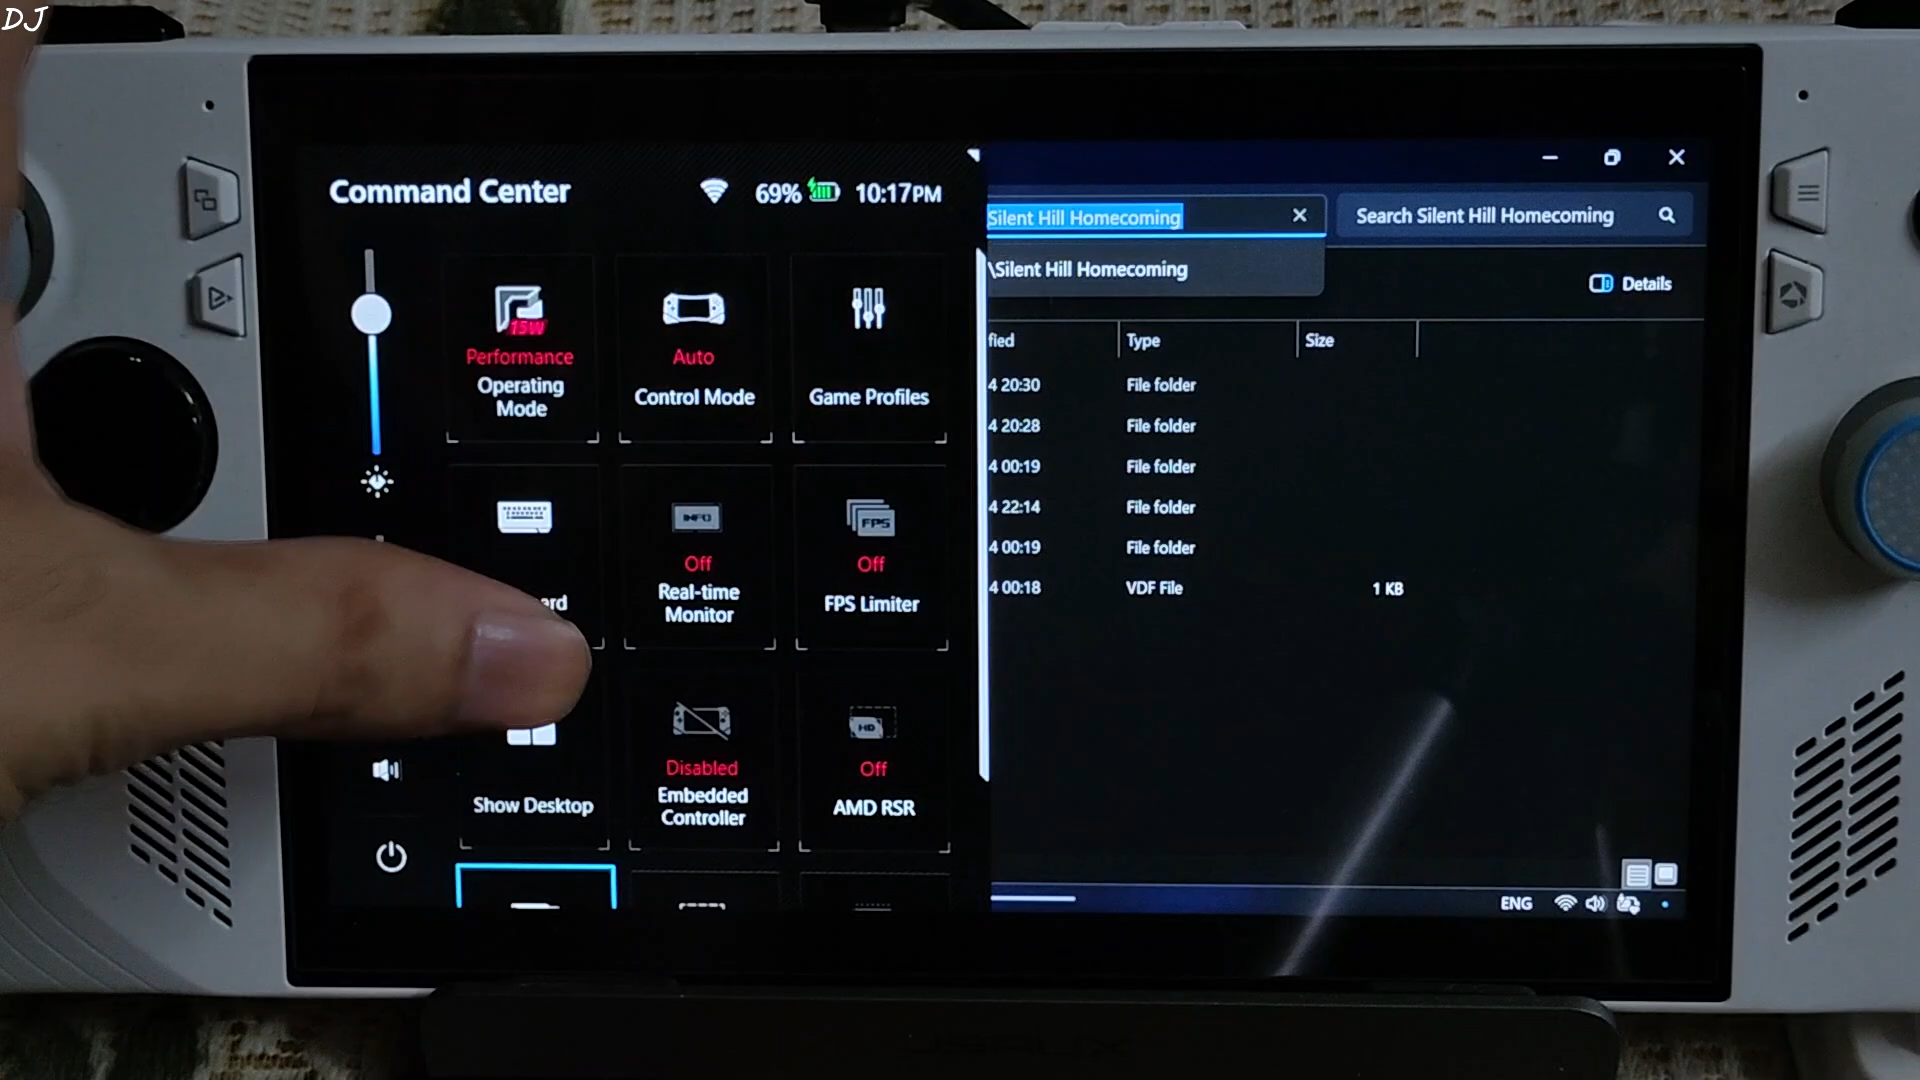 DJ
Command Center
69%
10:17PM
15W
Performance
Operating
Mode
Auto
Control Mode
Game Profiles
INFO
Off
Real-time
Monitor
FPS
Off
FPS Limiter
Show Desktop
Disabled
Embedded
Controller
HD
Off
AMD RSR
Silent Hill Homecoming
Search Silent Hill Homecoming
\Silent Hill Homecoming
Details
fied
Type
Size
4 20:30
File folder
4 20:28
File folder
4 00:19
File folder
4 22:14
File folder
4 00:19
File folder
4 00:18
VDF File
1 KB
ENG